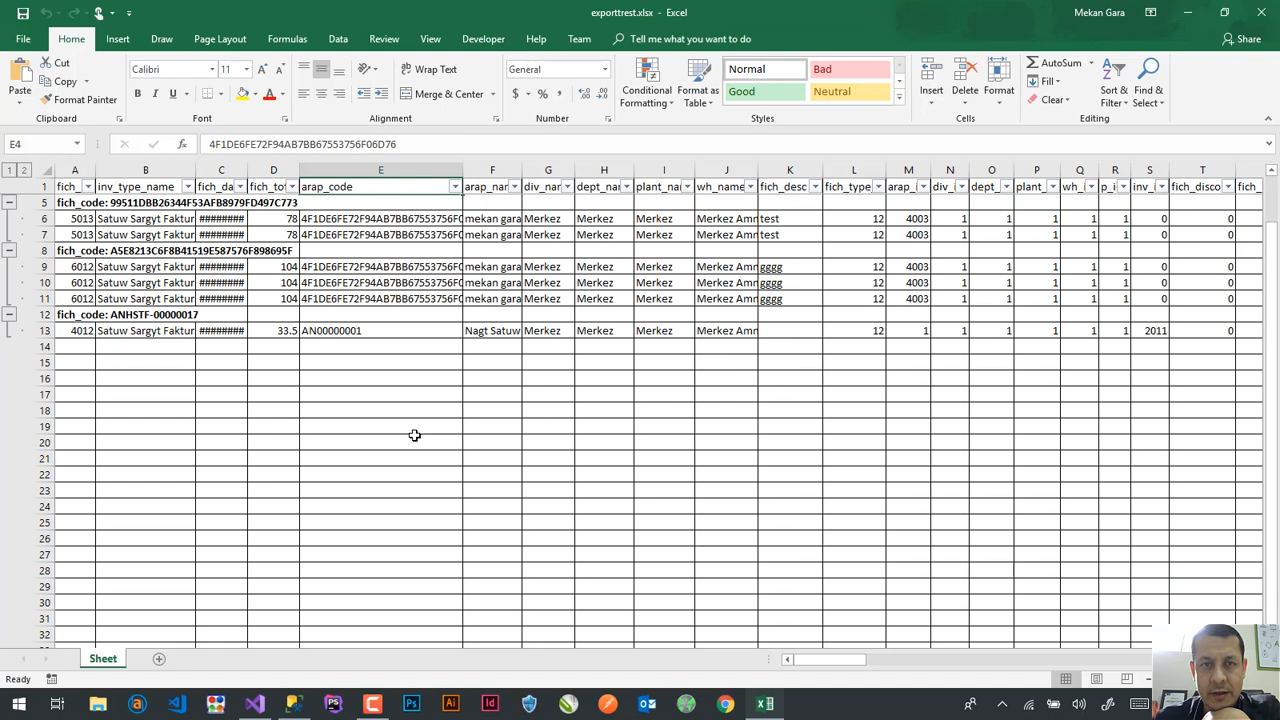 exporttrest.xlsx - Excel
Mekan Gara
File Home Insert Draw Page Layout Formulas Data Review View Developer Help Team Tell me what you want to do Share
Paste
Cut
Copy
Format Painter
Clipboard
Calibri 11
B I U
Font
Wrap Text
Merge & Center
Alignment
General
$ % ,
Number
Conditional Formatting
Format as Table
Normal Bad
Good Neutral
Styles
Insert Delete Format
Cells
AutoSum
Fill
Clear
Sort & Filter
Find & Select
Editing
E4 4F1DE6FE72F94AB7BB67553756F06D76
1 2 A B C D E F G H I J K L M N O P Q R S T
1 fich_ inv_type_name fich_da fich_to arap_code arap_nar div_nar dept_nar plant_na wh_name fich_desc fich_type arap_ div_ dept_ plant_ wh_ p_i inv_ fich_disco fich_
5 fich_code: 99511DBB26344F53AFB8979FD497C773
6 5013 Satuw Sargyt Faktur ######## 78 4F1DE6FE72F94AB7BB67553756F0 mekan gara Merkez Merkez Merkez Merkez Amr test 12 4003 1 1 1 1 1 0 0
7 5013 Satuw Sargyt Faktur ######## 78 4F1DE6FE72F94AB7BB67553756F0 mekan gara Merkez Merkez Merkez Merkez Amr test 12 4003 1 1 1 1 1 0 0
8 fich_code: A5E8213C6F8B41519E587576F898695F
9 6012 Satuw Sargyt Faktur ######## 104 4F1DE6FE72F94AB7BB67553756F0 mekan gara Merkez Merkez Merkez Merkez Amr gggg 12 4003 1 1 1 1 1 0 0
10 6012 Satuw Sargyt Faktur ######## 104 4F1DE6FE72F94AB7BB67553756F0 mekan gara Merkez Merkez Merkez Merkez Amr gggg 12 4003 1 1 1 1 1 0 0
11 6012 Satuw Sargyt Faktur ######## 104 4F1DE6FE72F94AB7BB67553756F0 mekan gara Merkez Merkez Merkez Merkez Amr gggg 12 4003 1 1 1 1 1 0 0
12 fich_code: ANHSTF-00000017
13 4012 Satuw Sargyt Faktur ######## 33.5 AN00000001 Nagt Satuw Merkez Merkez Merkez Merkez Amr 12 1 1 1 1 1 1 2011 0
14
15
16
17
18
19
20
21
22
23
24
25
26
27
28
29
30
31
32
Sheet
Ready